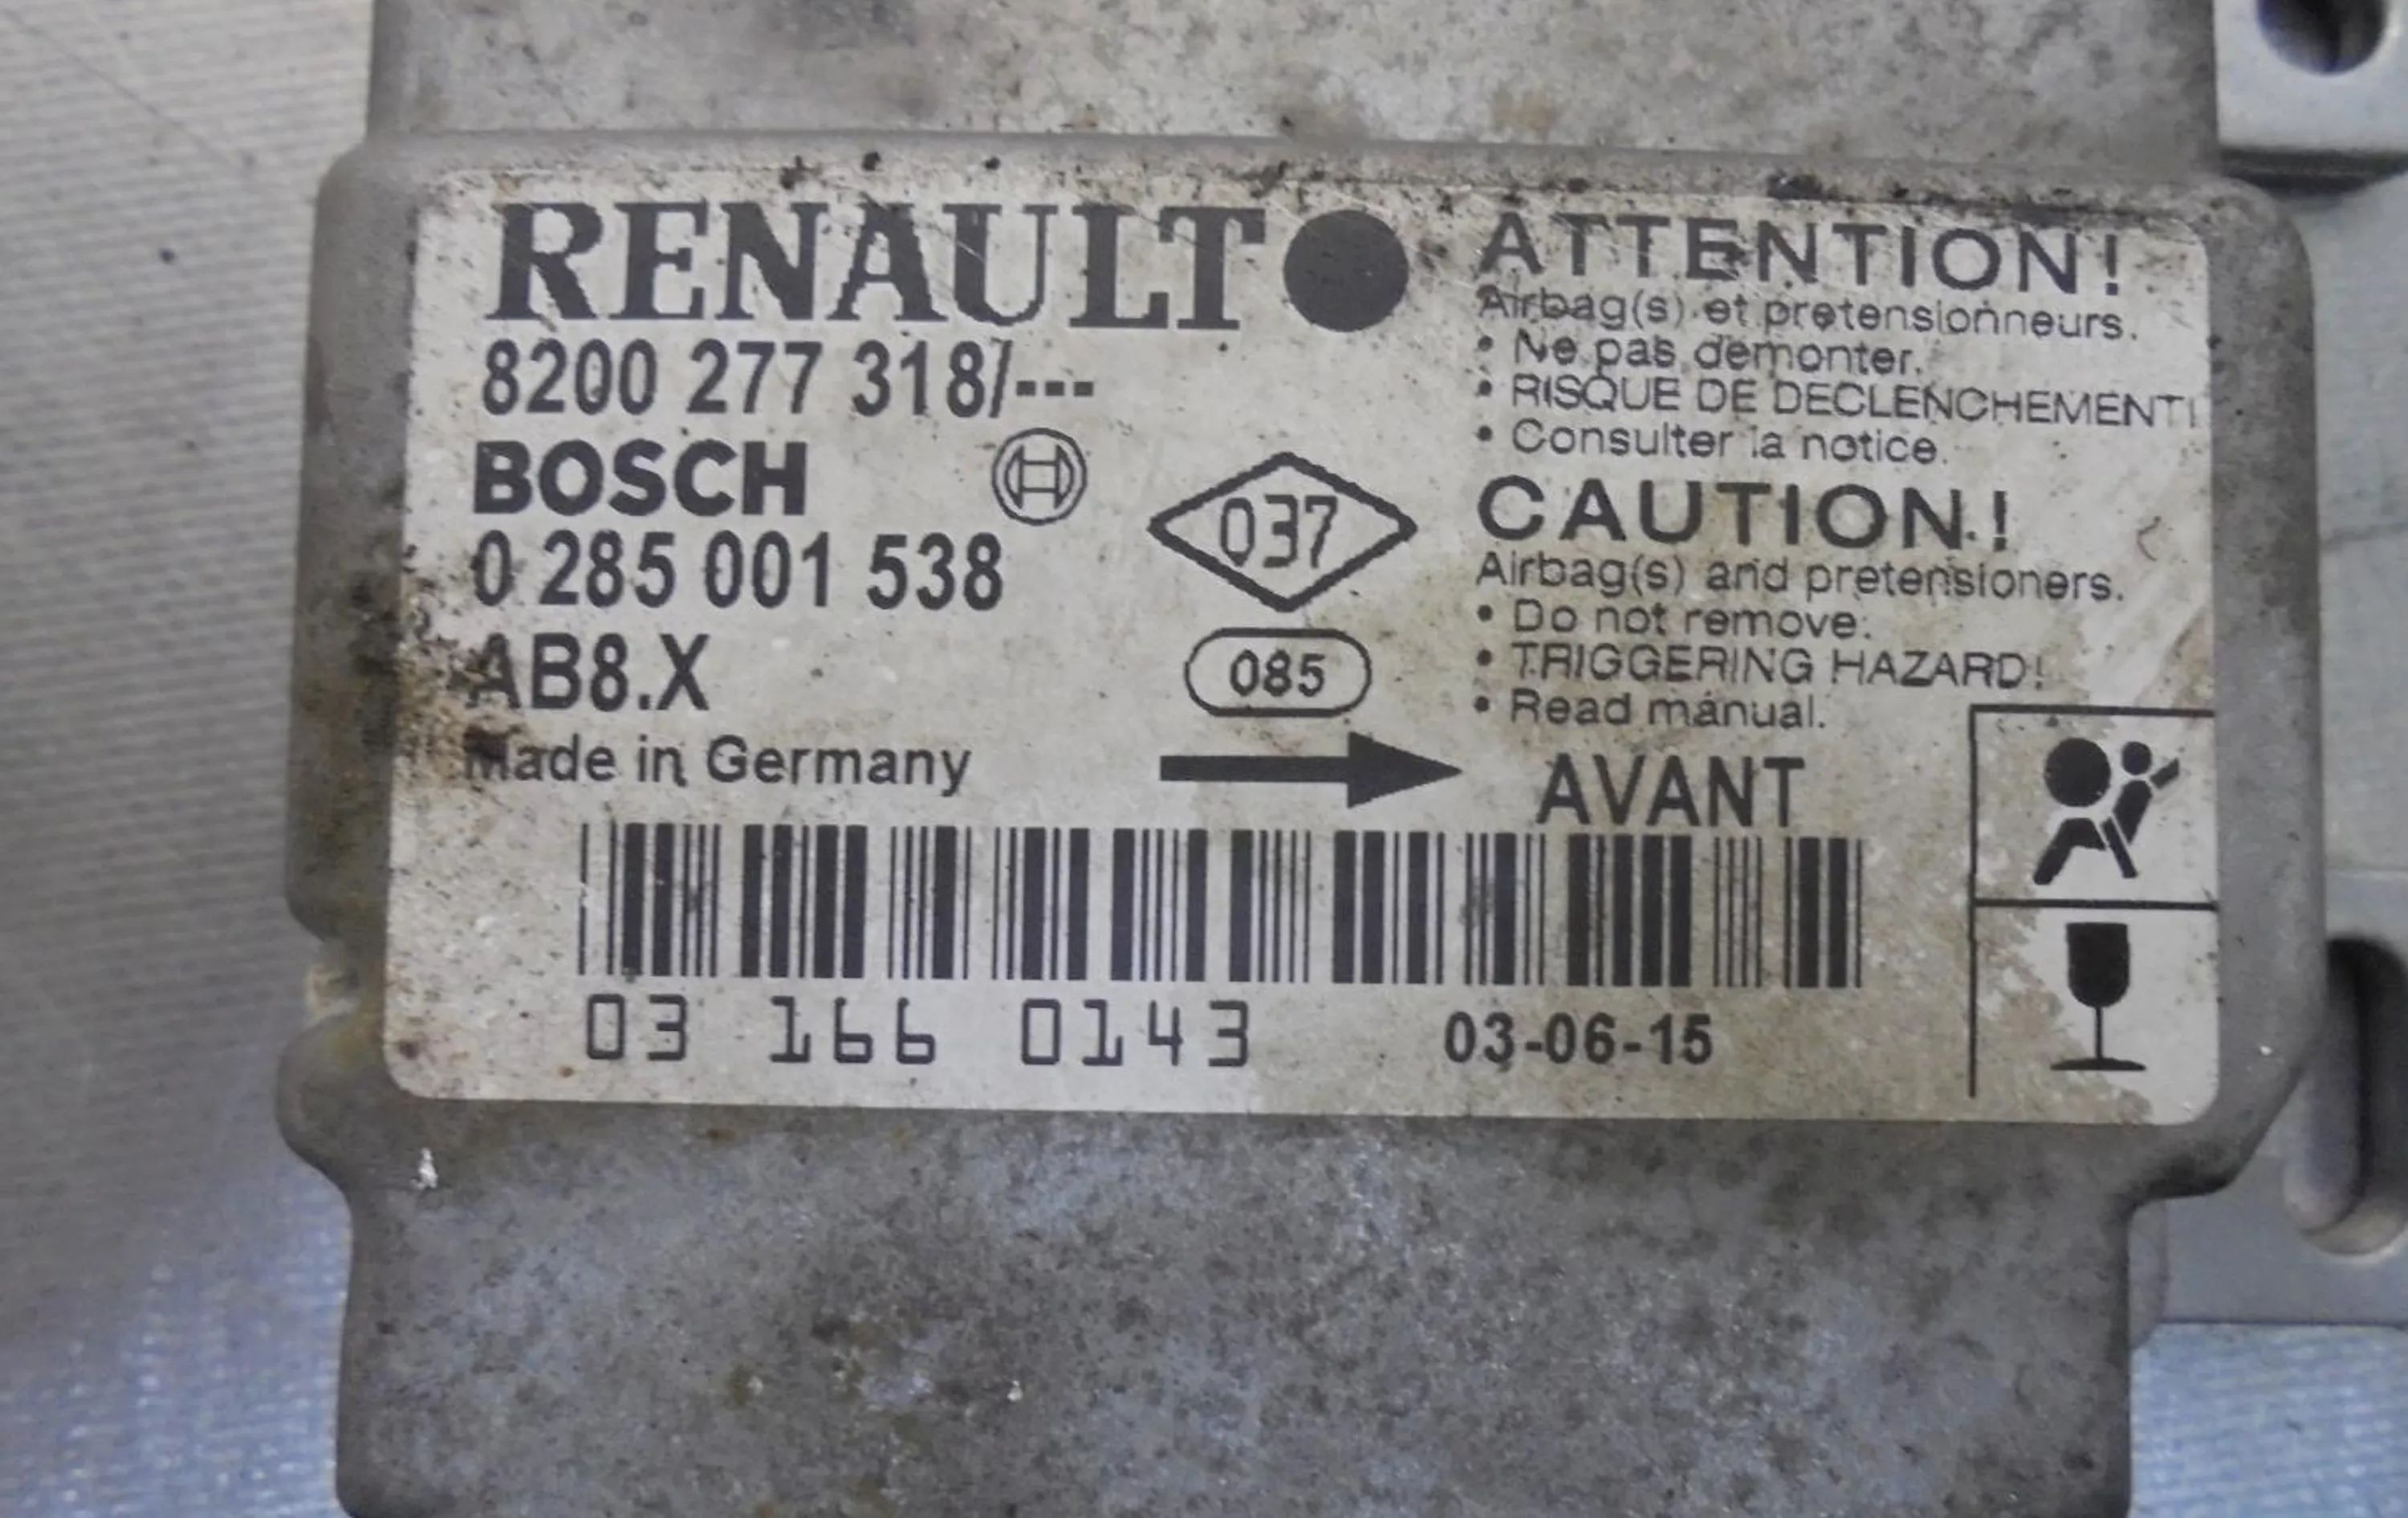 RENAULT
8200 277 318/---
BOSCH
0 285 001 538
AB8.X
Made in Germany
037
085
ATTENTION!
Airbag(s) et pretensionneurs.
• Ne pas demonter.
• RISQUE DE DECLENCHEMENT!
• Consulter la notice.
CAUTION!
Airbag(s) and pretensioners.
• Do not remove.
• TRIGGERING HAZARD!
• Read manual.
AVANT
03 166 0143 03-06-15